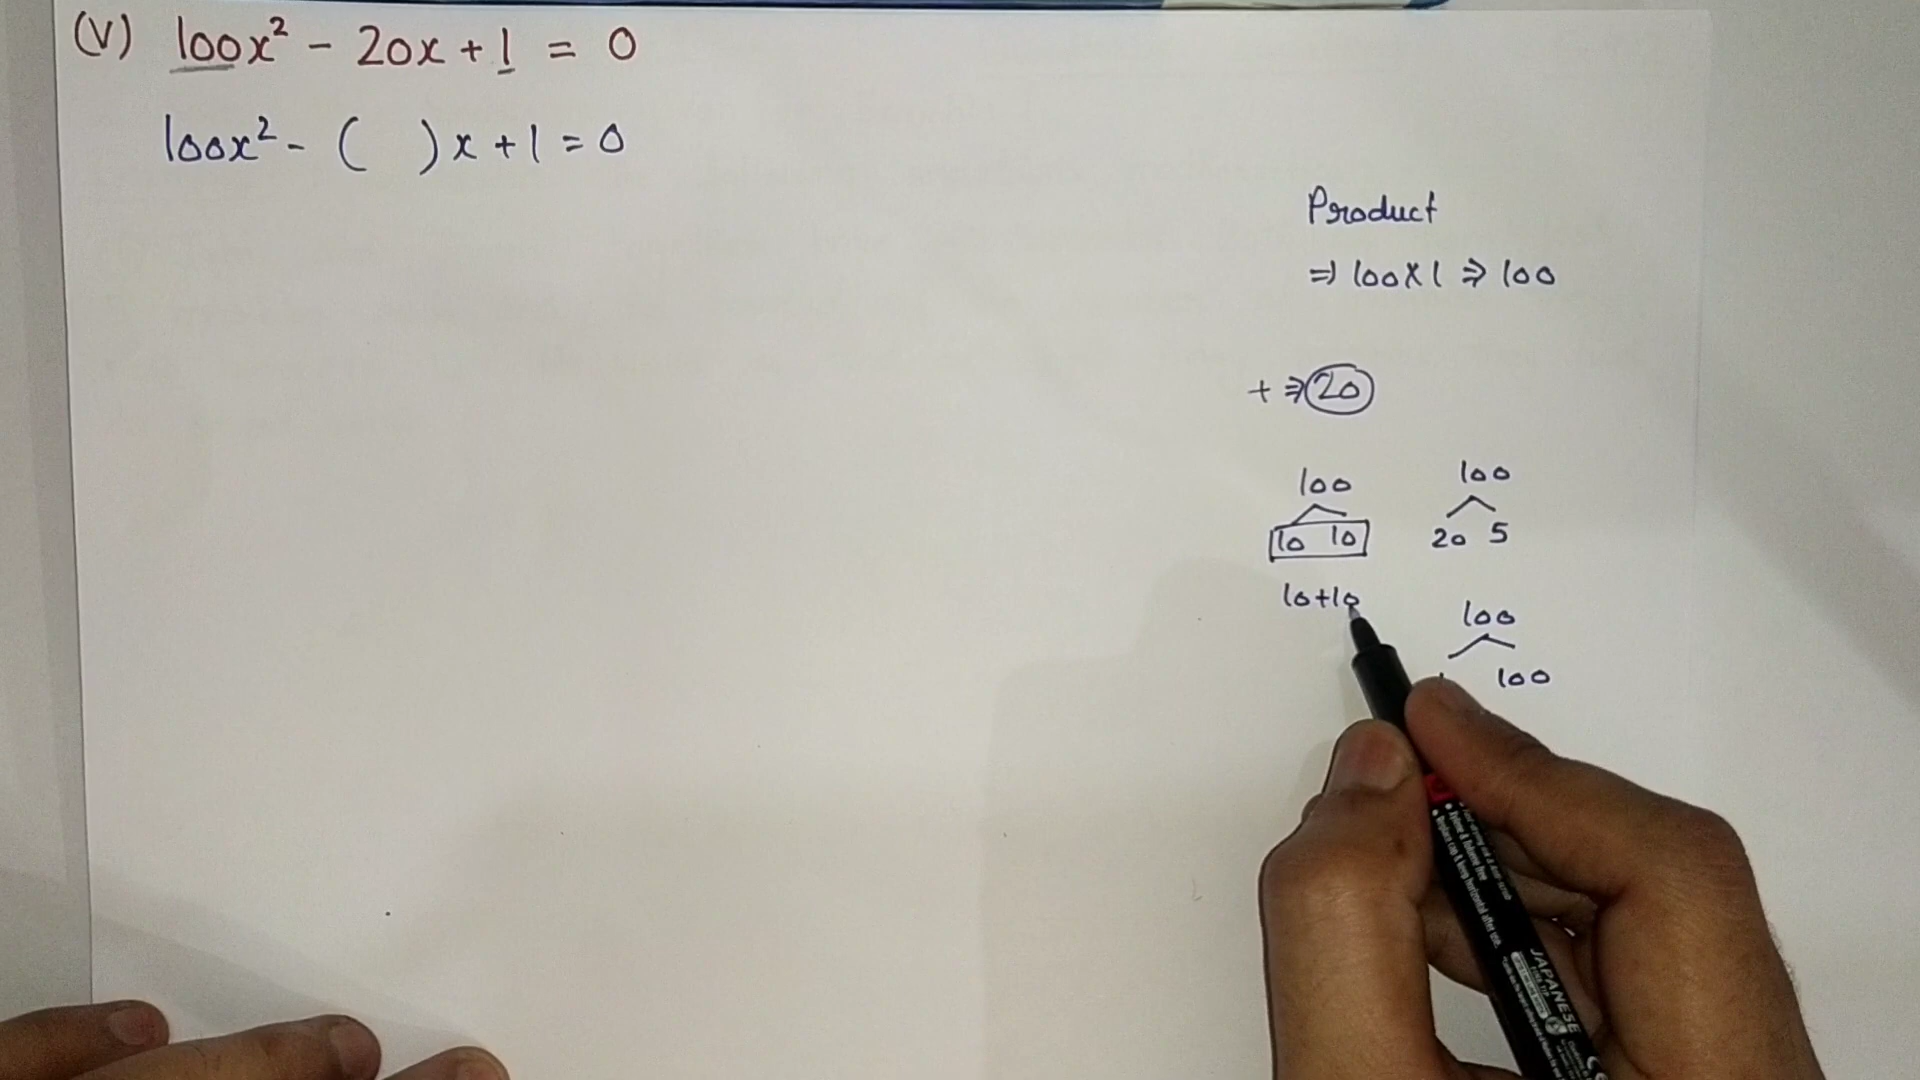 (V) 100x² - 20x + 1 = 0
100x² - ( ) x + 1 = 0
Product
⇒ 100 × 1 ⇒ 100
+ ⇒ 20
100
10 10
10+10
100
20 5
100
100
JAPANESE